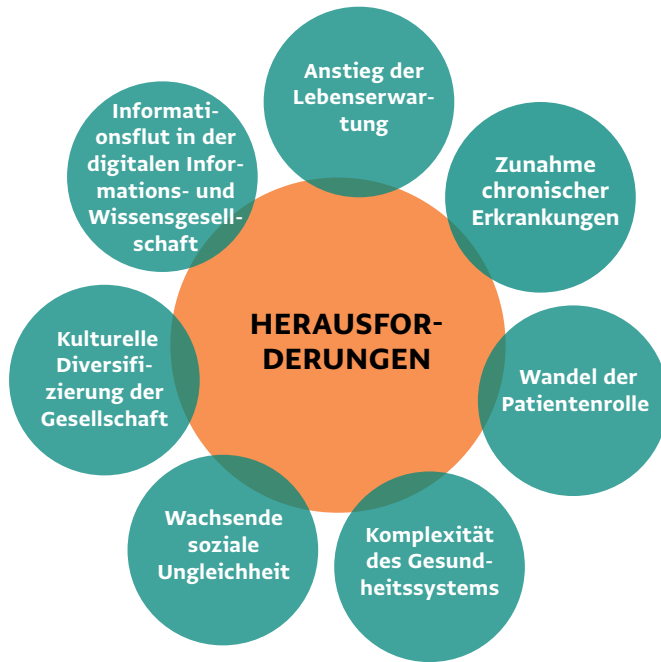 HERAUSFOR-
DERUNGEN
Anstieg der
Lebenserwar-
tung
Zunahme
chronischer
Erkrankungen
Wandel der
Patientenrolle
Komplexität
des Gesund-
heitssystems
Wachsende
soziale
Ungleichheit
Kulturelle
Diversifi-
zierung der
Gesellschaft
Informati-
onsflut in der
digitalen Infor-
mations- und
Wissensgesell-
schaft